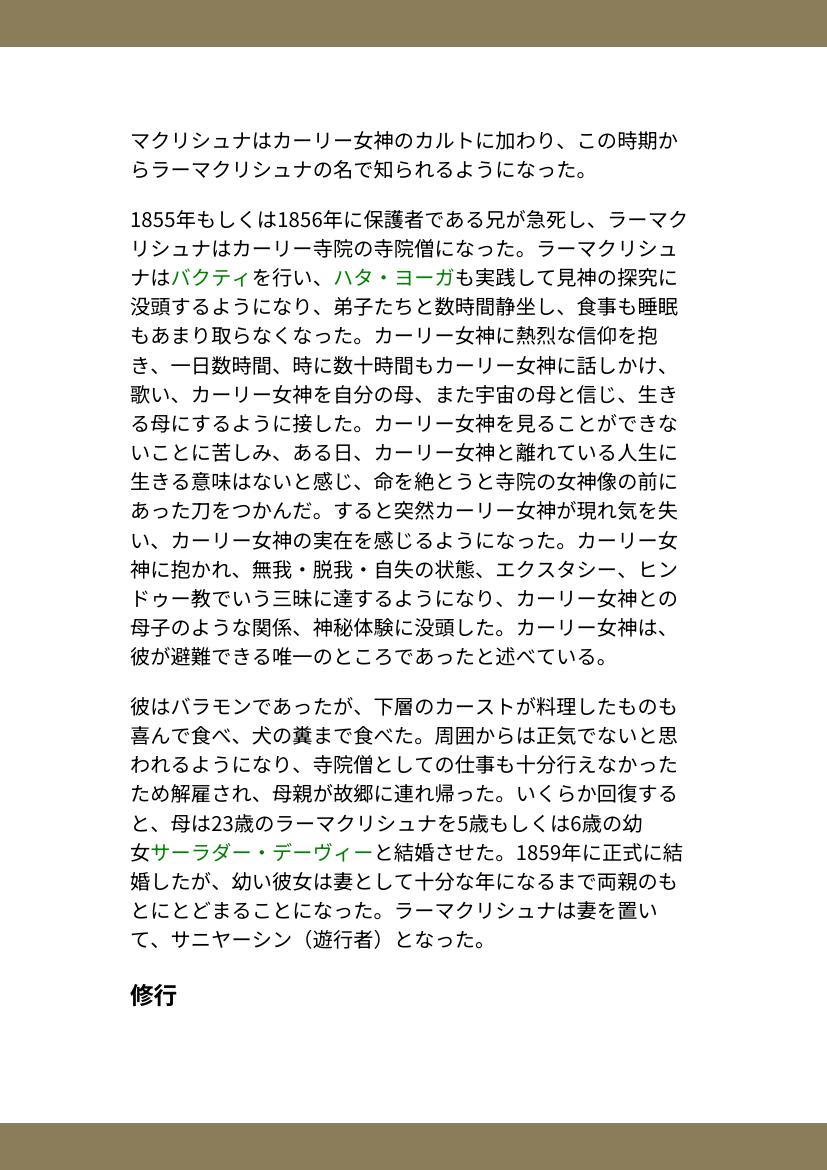 マクリシュナはカーリー女神のカルトに加わり、この時期か
らラーマクリシュナの名で知られるようになった。
1855年もしくは1856年に保護者である兄が急死し、ラーマク
リシュナはカーリー寺院の寺院僧になった。ラーマクリシュ
ナはバクティを行い、ハタ・ヨーガも実践して見神の探究に
没頭するようになり、弟子たちと数時間静坐し、食事も睡眠
もあまり取らなくなった。カーリー女神に熱烈な信仰を抱
き、一日数時間、時に数十時間もカーリー女神に話しかけ、
歌い、カーリー女神を自分の母、また宇宙の母と信じ、生き
る母にするように接した。カーリー女神を見ることができな
いことに苦しみ、ある日、カーリー女神と離れている人生に
生きる意味はないと感じ、命を絶とうと寺院の女神像の前に
あった刀をつかんだ。すると突然カーリー女神が現れ気を失
い、カーリー女神の実在を感じるようになった。カーリー女
神に抱かれ、無我・脱我・自失の状態、エクスタシー、ヒン
ドゥー教でいう三昧に達するようになり、カーリー女神との
母子のような関係、神秘体験に没頭した。カーリー女神は、
彼が避難できる唯一のところであったと述べている。
彼はバラモンであったが、下層のカーストが料理したものも
喜んで食べ、犬の糞まで食べた。周囲からは正気でないと思
われるようになり、寺院僧としての仕事も十分行えなかった
ため解雇され、母親が故郷に連れ帰った。いくらか回復する
と、母は23歳のラーマクリシュナを5歳もしくは6歳の幼
女サーラダー・デーヴィーと結婚させた。1859年に正式に結
婚したが、幼い彼女は妻として十分な年になるまで両親のも
とにとどまることになった。ラーマクリシュナは妻を置い
て、サニヤーシン（遊行者）となった。
修行